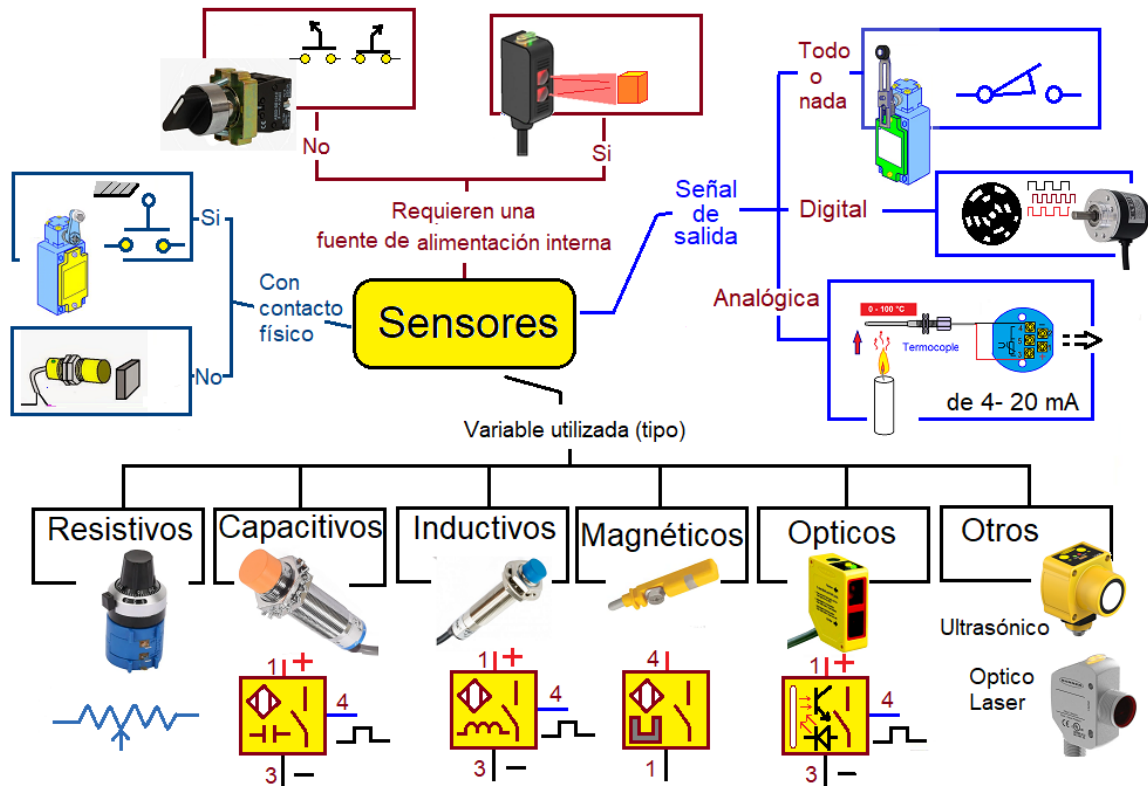 No
Si
Requieren una
fuente de alimentación interna
Si
Con
contacto
físico
No
Sensores
Señal
de
salida
Todo
o
nada
Digital
Analógica
0 - 100 °C
Termocople
de 4- 20 mA
Variable utilizada (tipo)
Resistivos
Capacitivos
Inductivos
Magnéticos
Opticos
Otros
Ultrasónico
Optico
Laser
1 +
4
3 –
1 +
4
3 –
4
1
1 +
4
3 –